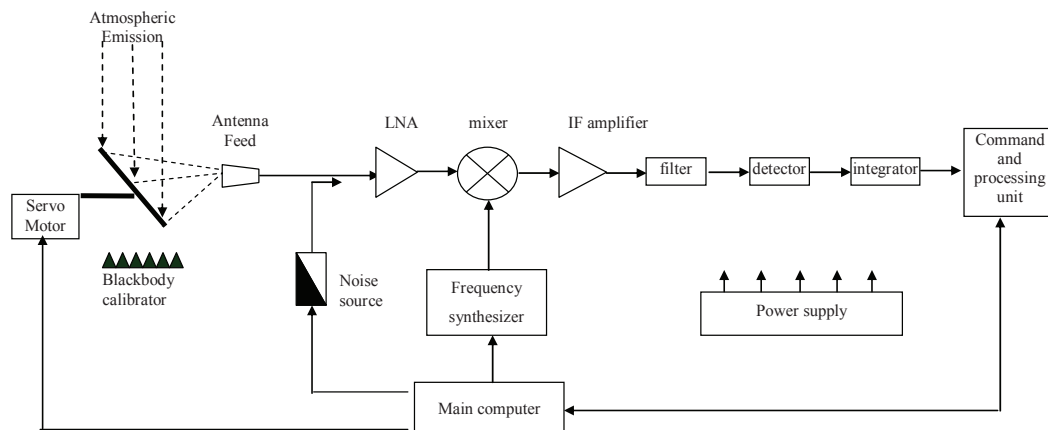 Atmospheric
Emission
Antenna
Feed
LNA
mixer
IF amplifier
Command
and
processing
unit
filter
detector
integrator
Servo
Motor
Blackbody
calibrator
Noise
source
Frequency
synthesizer
Power supply
Main computer